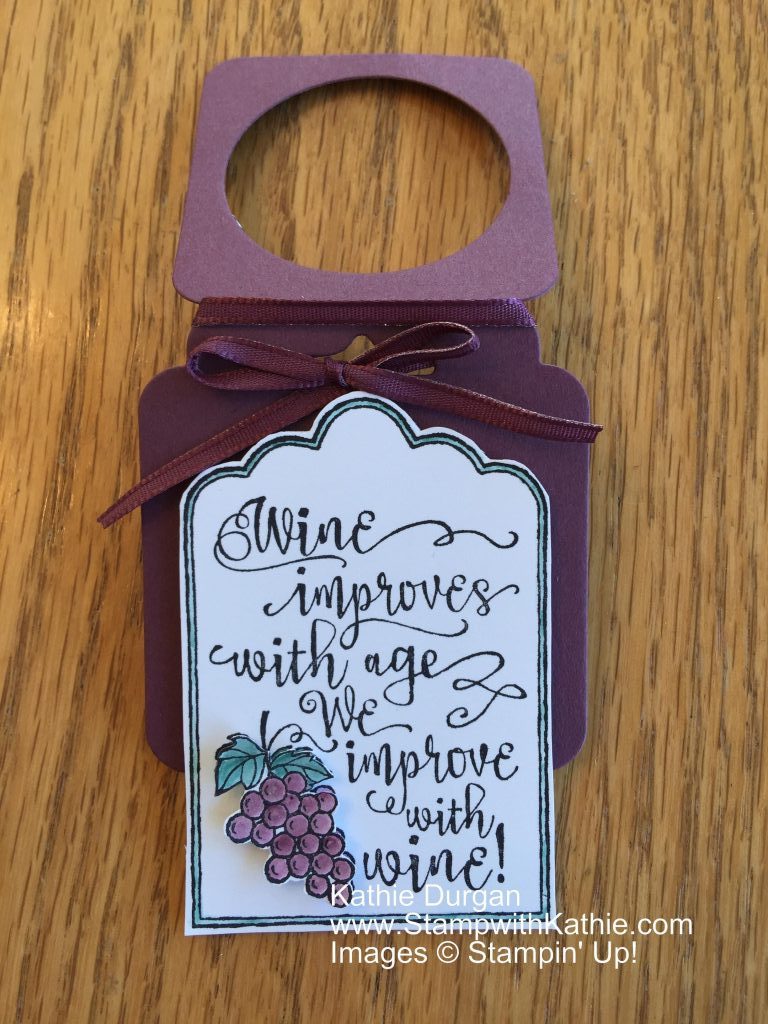 Wine
improves
with age
We
improve
with
wine!
Kathie Durgan
www.StampwithKathie.com
Images © Stampin' Up!